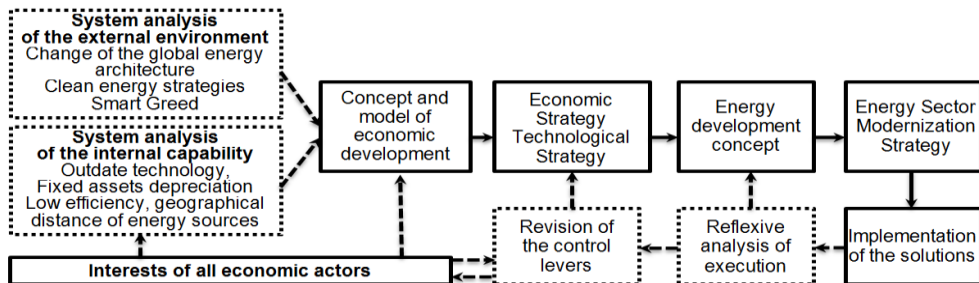 System analysis
of the external environment
Change of the global energy
architecture
Clean energy strategies
Smart Greed
System analysis
of the internal capability
Outdate technology,
Fixed assets depreciation
Low efficiency, geographical
distance of energy sources
Concept and
model of
economic
development
Economic
Strategy
Technological
Strategy
Energy
development
concept
Energy Sector
Modernization
Strategy
Interests of all economic actors
Revision of
the control
levers
Reflexive
analysis of
execution
Implementation
of the solutions